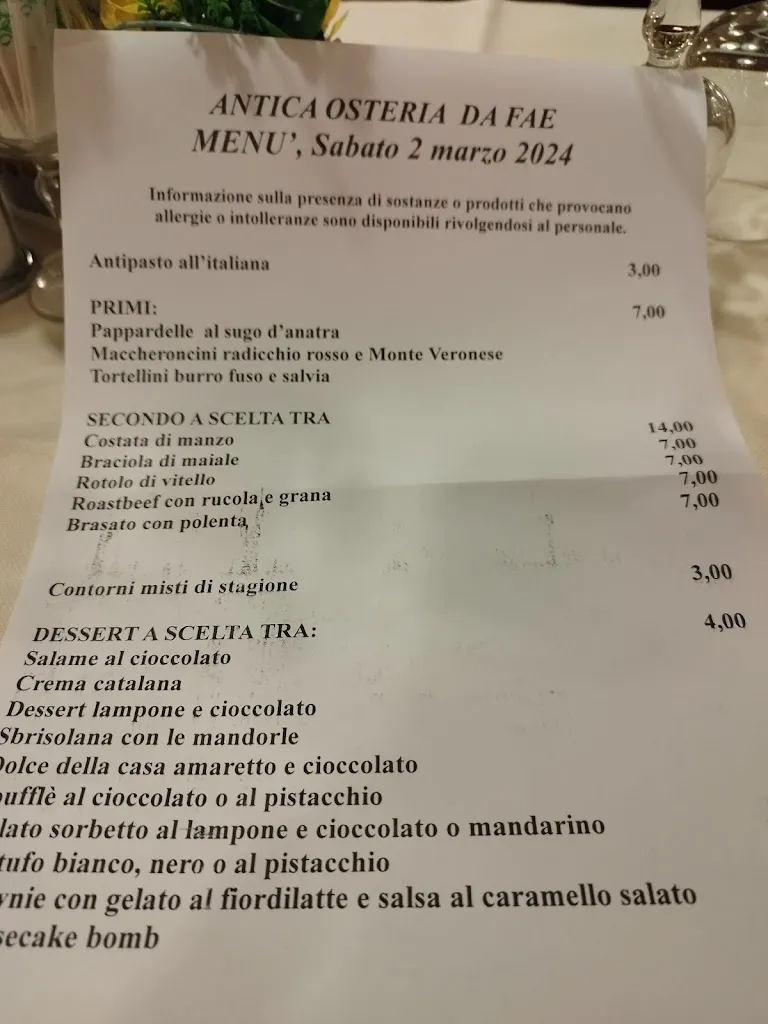 ANTICA OSTERIA DA FAE
MENU', Sabato 2 marzo 2024
Informazione sulla presenza di sostanze o prodotti che provocano
allergie o intolleranze sono disponibili rivolgendosi al personale.
Antipasto all'italiana 3,00
PRIMI: 7,00
Pappardelle al sugo d'anatra
Maccheroncini radicchio rosso e Monte Veronese
Tortellini burro fuso e salvia
SECONDO A SCELTA TRA
Costata di manzo 14,00
Braciola di maiale 7,00
Rotolo di vitello 7,00
Roastbeef con rucola e grana 7,00
Brasato con polenta 7,00
Contorni misti di stagione 3,00
DESSERT A SCELTA TRA: 4,00
Salame al cioccolato
Crema catalana
Dessert lampone e cioccolato
Sbrisolana con le mandorle
Dolce della casa amaretto e cioccolato
oufflè al cioccolato o al pistacchio
lato sorbetto al lampone e cioccolato o mandarino
tufo bianco, nero o al pistacchio
wnie con gelato al fiordilatte e salsa al caramello salato
secake bomb